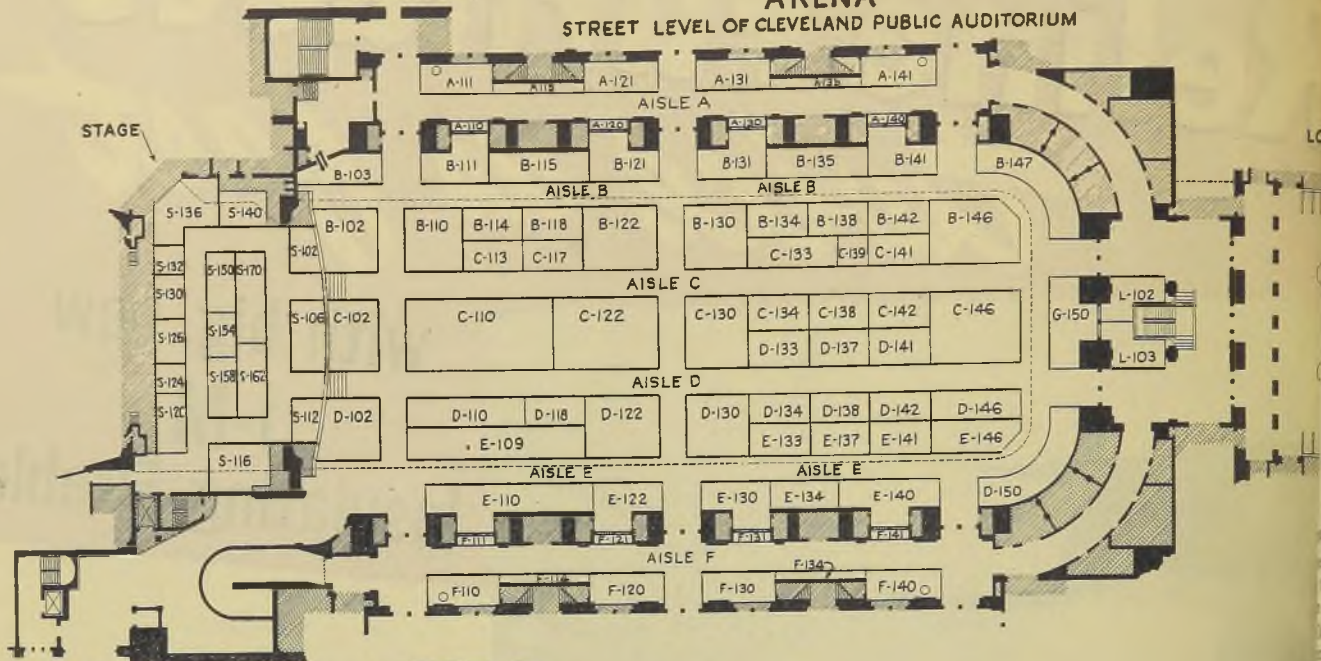 ARENA
STREET LEVEL OF CLEVELAND PUBLIC AUDITORIUM
A-111 A-115 A-121 A-131 A-135 A-141
AISLE A
STAGE
LO
A-110 A-120 A-130 A-140
B-103 B-111 B-115 B-121 B-131 B-135 B-141 B-147
AISLE B AISLE B
S-136 S-140
S-102 B-102 B-110 B-114 B-118 B-122 B-130 B-134 B-138 B-142 B-146
C-113 C-117 C-133 C-139 C-141
S-132 S-150 S-170
AISLE C
S-130
L-102
S-106 C-102 C-110 C-122 C-130 C-134 C-138 C-142 C-146 G-150
S-126 S-154
D-133 D-137 D-141
L-103
S-124 S-158 S-162
AISLE D
S-120
S-112 D-102 D-110 D-118 D-122 D-130 D-134 D-138 D-142 D-146
E-109 E-133 E-137 E-141 E-146
S-116
AISLE E AISLE E
E-110 E-122 E-130 E-134 E-140 D-150
F-111 F-121 F-131 F-141
AISLE F
F-134
F-110 F-114 F-120 F-130 F-140